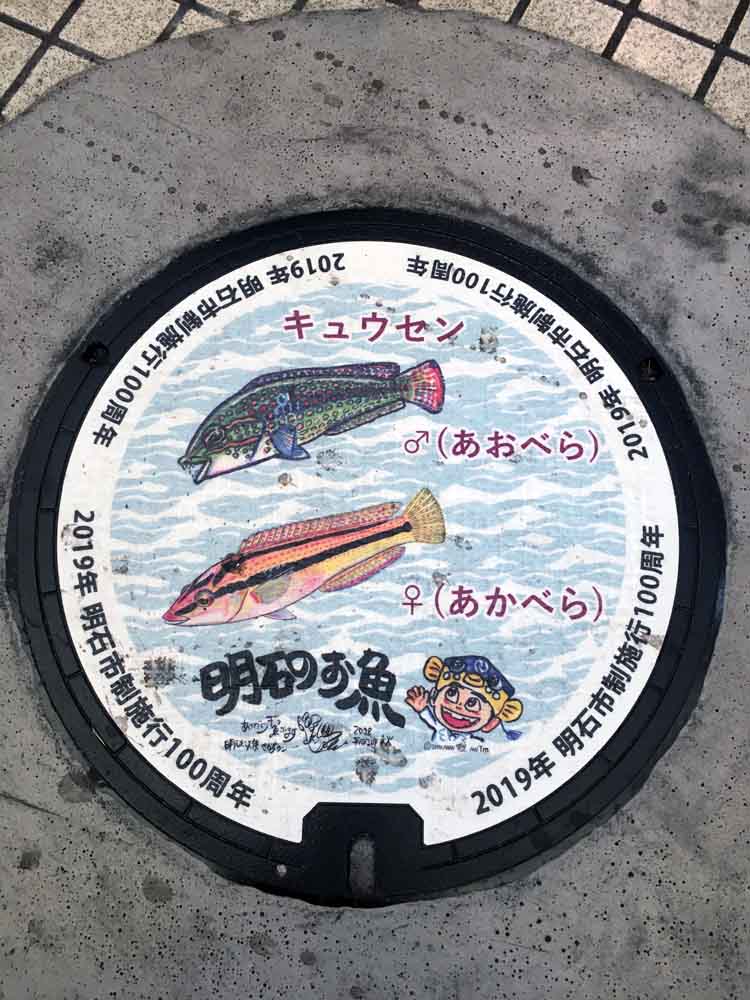 2019年 明石市制施行100周年
2019年 明石市制施行100周年
キュウセン
♂(あおべら)
♀(あかべら)
明石のお魚
2019年 明石市制施行100周年
2019年 明石市制施行100周年